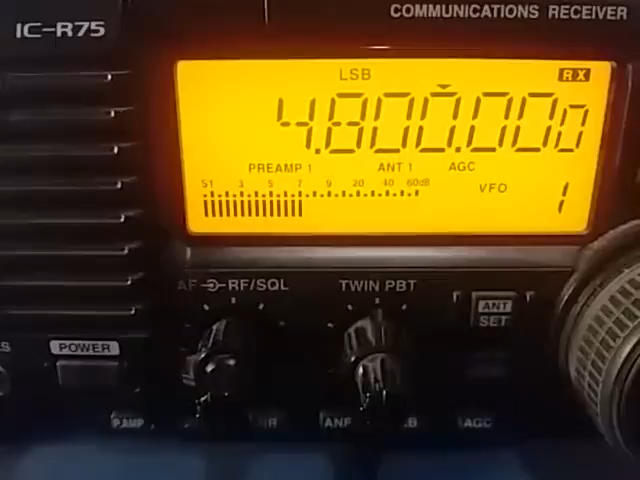 COMMUNICATIONS RECEIVER
IC-R75
LSB RX
4.800.000
PREAMP 1 ANT 1 AGC
S1 3 5 7 9 20 40 60dB
VFO 1
AF RF/SQL TWIN PBT
ANT
SET
POWER
P.AMP ANF AGC